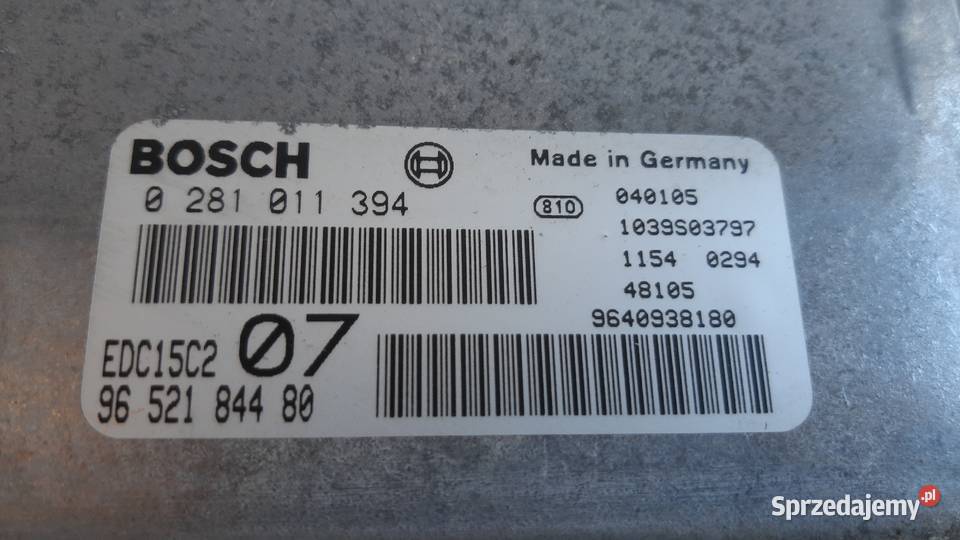 BOSCH
Made in Germany
0 281 011 394
810
040105
1039S03797
1154 0294
48105
9640938180
EDC15C2
07
96 521 844 80
Sprzedajemy.pl